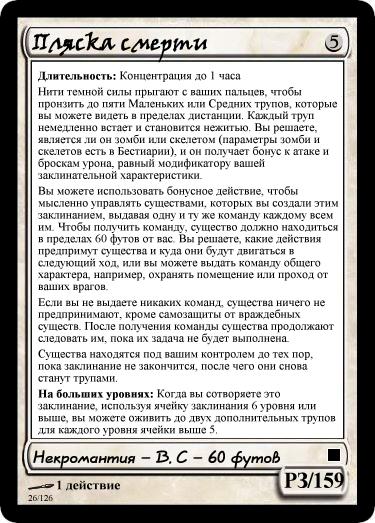 Пляска смерти
5
Длительность: Концентрация до 1 часа
Нити темной силы прыгают с ваших пальцев, чтобы
пронзить до пяти Маленьких или Средних трупов, которые
вы можете видеть в пределах дистанции. Каждый труп
немедленно встает и становится нежитью. Вы решаете,
является ли он зомби или скелетом (параметры зомби и
скелетов есть в Бестиарии), и он получает бонус к атаке и
броскам урона, равный модификатору вашей
заклинательной характеристики.
Вы можете использовать бонусное действие, чтобы
мысленно управлять существами, которых вы создали этим
заклинанием, выдавая одну и ту же команду каждому всем
им. Чтобы получить команду, существо должно находиться
в пределах 60 футов от вас. Вы решаете, какие действия
предпримут существа и куда они будут двигаться в
следующий ход, или вы можете выдать команду общего
характера, например, охранять помещение или проход от
ваших врагов.
Если вы не выдаете никаких команд, существа ничего не
предпринимают, кроме самозащиты от враждебных
существ. После получения команды существа продолжают
следовать им, пока их задача не будет выполнена.
Существа находятся под вашим контролем до тех пор,
пока заклинание не закончится, после чего они снова
станут трупами.
На больших уровнях: Когда вы сотворяете это
заклинание, используя ячейку заклинания 6 уровня или
выше, вы можете оживить до двух дополнительных трупов
для каждого уровня ячейки выше 5.
Некромантия – В, С – 60 футов
P3/159
1 действие
26/126